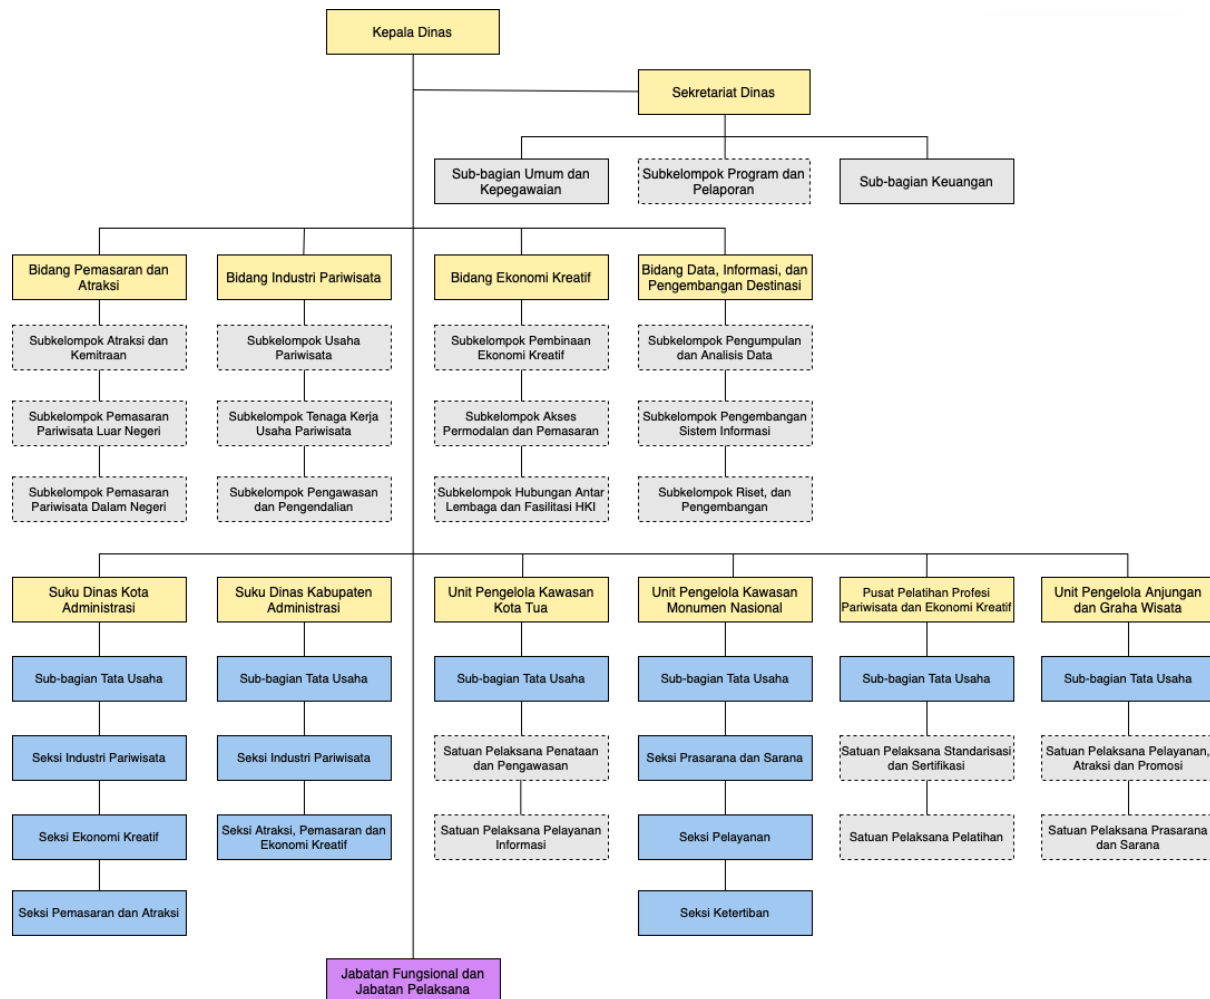 Kepala Dinas
Sekretariat Dinas
Sub-bagian Umum dan
Kepegawaian
Subkelompok Program dan
Pelaporan
Sub-bagian Keuangan
Bidang Pemasaran dan
Atraksi
Bidang Industri Pariwisata
Bidang Ekonomi Kreatif
Bidang Data, Informasi, dan
Pengembangan Destinasi
Subkelompok Atraksi dan
Kemitraan
Subkelompok Usaha
Pariwisata
Subkelompok Pembinaan
Ekonomi Kreatif
Subkelompok Pengumpulan
dan Analisis Data
Subkelompok Pemasaran
Pariwisata Luar Negeri
Subkelompok Tenaga Kerja
Usaha Pariwisata
Subkelompok Akses
Permodalan dan Pemasaran
Subkelompok Pengembangan
Sistem Informasi
Subkelompok Pemasaran
Pariwisata Dalam Negeri
Subkelompok Pengawasan
dan Pengendalian
Subkelompok Hubungan Antar
Lembaga dan Fasilitasi HKI
Subkelompok Riset, dan
Pengembangan
Suku Dinas Kota
Administrasi
Suku Dinas Kabupaten
Administrasi
Unit Pengelola Kawasan
Kota Tua
Unit Pengelola Kawasan
Monumen Nasional
Pusat Pelatihan Profesi
Pariwisata dan Ekonomi Kreatif
Unit Pengelola Anjungan
dan Graha Wisata
Sub-bagian Tata Usaha
Sub-bagian Tata Usaha
Sub-bagian Tata Usaha
Sub-bagian Tata Usaha
Sub-bagian Tata Usaha
Sub-bagian Tata Usaha
Seksi Industri Pariwisata
Seksi Industri Pariwisata
Satuan Pelaksana Penataan
dan Pengawasan
Seksi Prasarana dan Sarana
Satuan Pelaksana Standarisasi
dan Sertifikasi
Satuan Pelaksana Pelayanan,
Atraksi dan Promosi
Seksi Ekonomi Kreatif
Seksi Atraksi, Pemasaran dan
Ekonomi Kreatif
Satuan Pelaksana Pelayanan
Informasi
Seksi Pelayanan
Satuan Pelaksana Pelatihan
Satuan Pelaksana Prasarana
dan Sarana
Seksi Pemasaran dan Atraksi
Seksi Ketertiban
Jabatan Fungsional dan
Jabatan Pelaksana